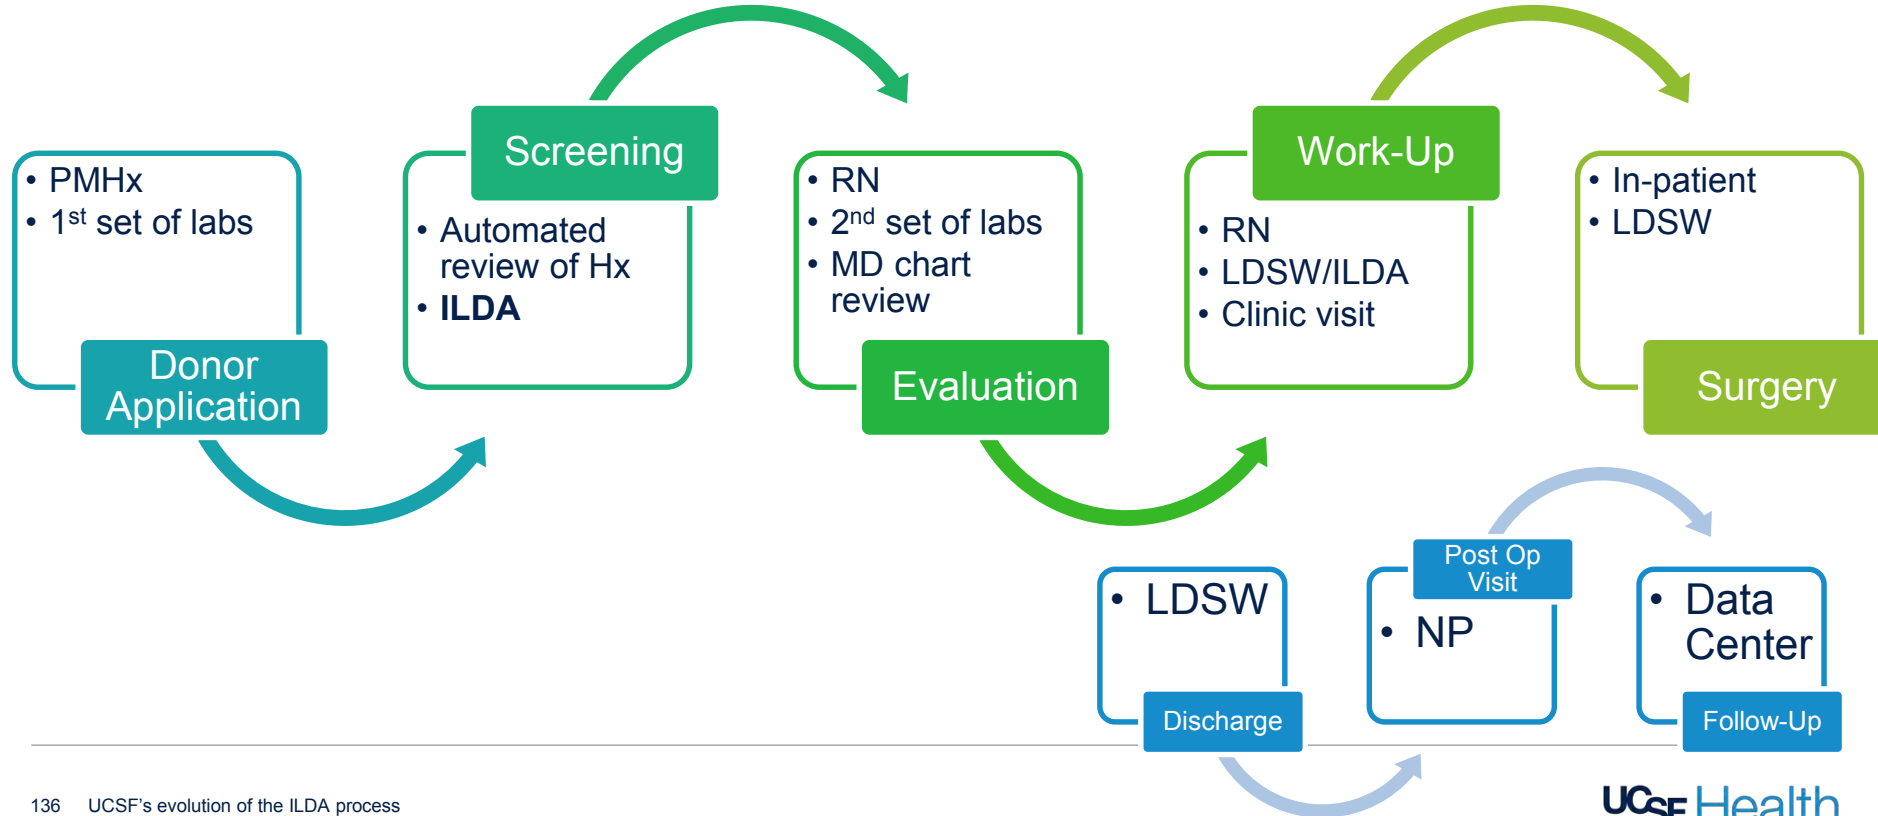 • PMHx
• 1st set of labs
Donor
Application
Screening
• Automated
review of Hx
• ILDA
• RN
• 2nd set of labs
• MD chart
review
Evaluation
Work-Up
• RN
• LDSW/ILDA
• Clinic visit
• In-patient
• LDSW
Surgery
• LDSW
Discharge
Post Op
Visit
• NP
• Data
Center
Follow-Up
136 UCSF's evolution of the ILDA process
UCSF Health